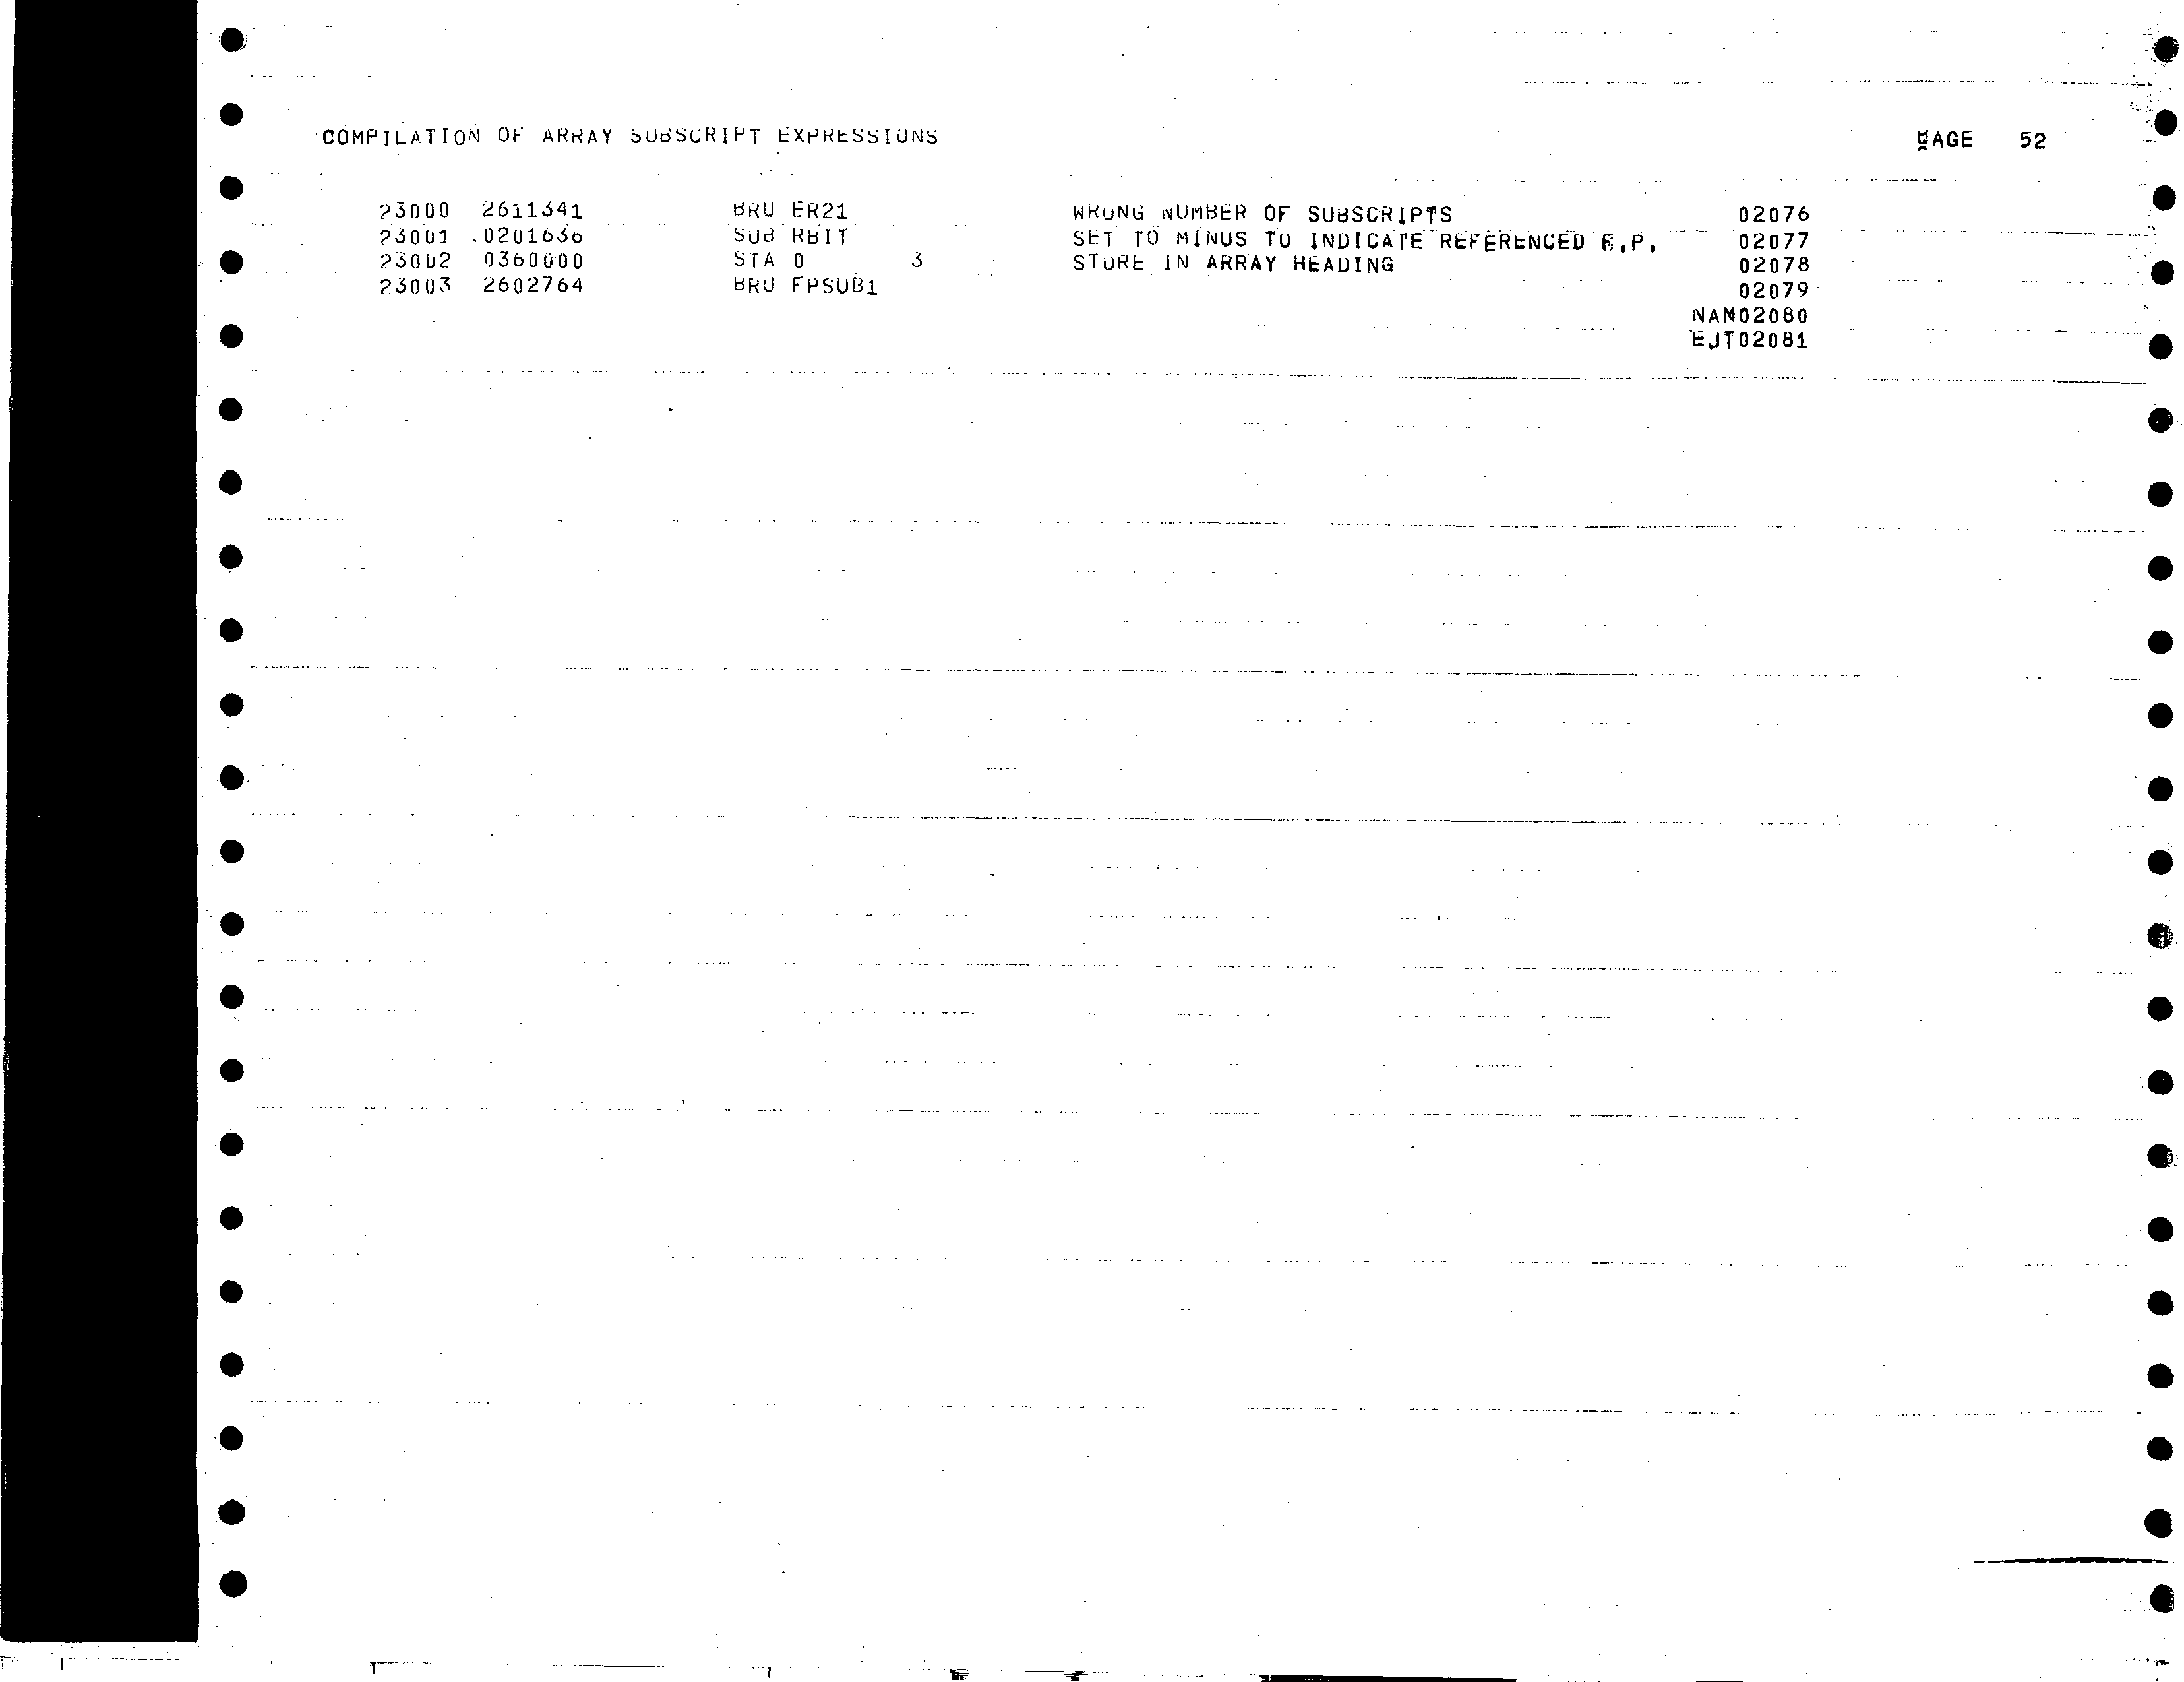 COMPILATION OF ARRAY SUBSCRIPT EXPRESSIONS PAGE 52
23000 2611341 BRU ER21 WRONG NUMBER OF SUBSCRIPTS 02076
23001 0201636 SUB RBIT SET TO MINUS TO INDICATE REFERENCED F.P. 02077
23002 0360000 STA 0 3 STORE IN ARRAY HEADING 02078
23003 2602764 BRU FPSUB1 02079
NAM02080
EJT02081